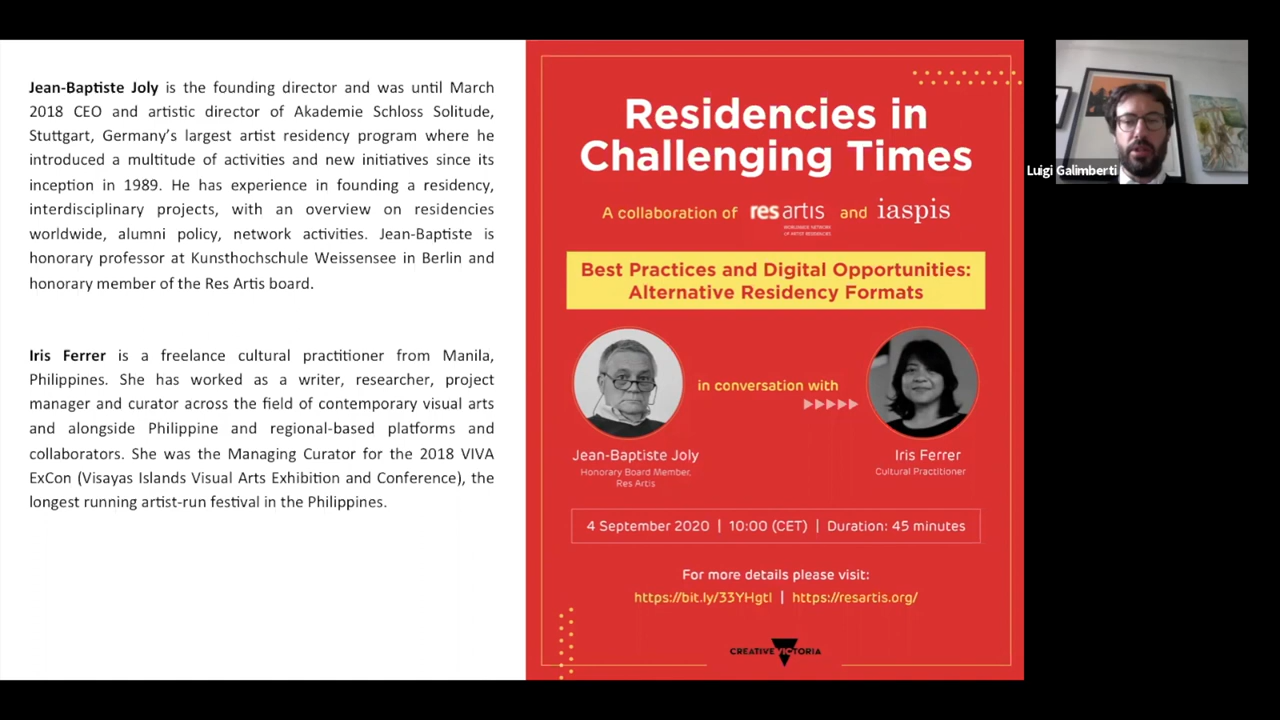 Jean-Baptiste Joly is the founding director and was until March
2018 CEO and artistic director of Akademie Schloss Solitude,
Stuttgart, Germany's largest artist residency program where he
introduced a multitude of activities and new initiatives since its
inception in 1989. He has experience in founding a residency,
interdisciplinary projects, with an overview on residencies
worldwide, alumni policy, network activities. Jean-Baptiste is
honorary professor at Kunsthochschule Weissensee in Berlin and
honorary member of the Res Artis board.
Iris Ferrer is a freelance cultural practitioner from Manila,
Philippines. She has worked as a writer, researcher, project
manager and curator across the field of contemporary visual arts
and alongside Philippine and regional-based platforms and
collaborators. She was the Managing Curator for the 2018 VIVA
ExCon (Visayas Islands Visual Arts Exhibition and Conference), the
longest running artist-run festival in the Philippines.
Residencies in
Challenging Times
A collaboration of res artis and iaspis
WORLDWIDE NETWORK
OF ARTIST RESIDENCIES
Best Practices and Digital Opportunities:
Alternative Residency Formats
in conversation with
Jean-Baptiste Joly
Honorary Board Member,
Res Artis
Iris Ferrer
Cultural Practitioner
4 September 2020 | 10:00 (CET) | Duration: 45 minutes
For more details please visit:
https://bit.ly/33YHgtI | https://resartis.org/
CREATIVE VICTORIA
Luigi Galimberti